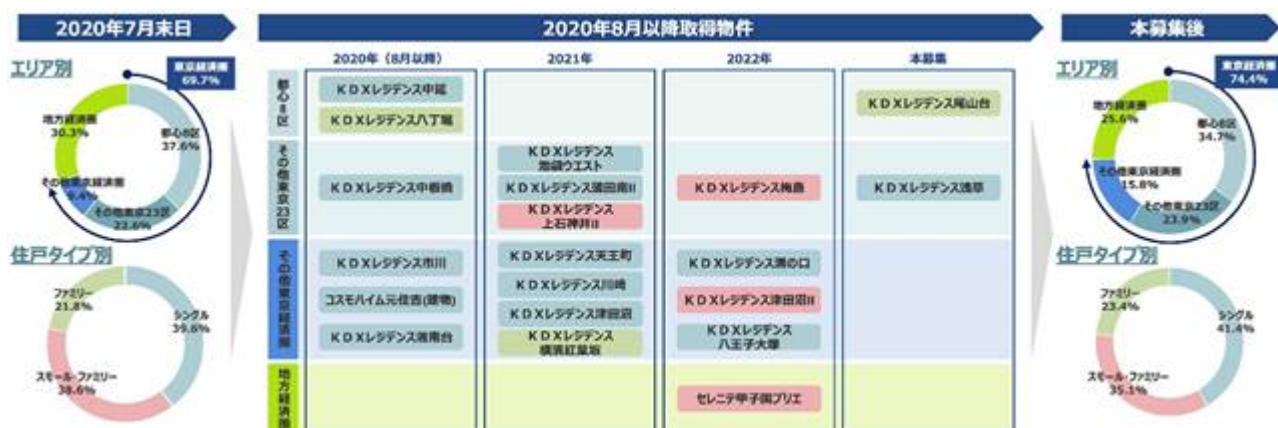 2020年7月末日
エリア別
東京経済圏
69.7%
地方経済圏
30.3%
都心8区
37.6%
その他東京経済圏
9.4%
その他東京23区
22.6%
住戸タイプ別
ファミリー
21.8%
シングル
39.6%
スモール・ファミリー
38.6%
2020年8月以降取得物件
2020年（8月以降）
2021年
2022年
本募集
都心8区
KDXレジデンス中延
KDXレジデンス八丁堀
KDXレジデンス尾山台
その他東京23区
KDXレジデンス中板橋
KDXレジデンス
池袋ウエスト
KDXレジデンス蒲田南II
KDXレジデンス
上石神井II
KDXレジデンス梅島
KDXレジデンス浅草
その他東京経済圏
KDXレジデンス市川
コスモハイム元住吉(建物)
KDXレジデンス湘南台
KDXレジデンス天王町
KDXレジデンス川崎
KDXレジデンス津田沼
KDXレジデンス
横濱紅葉坂
KDXレジデンス溝の口
KDXレジデンス津田沼II
KDXレジデンス
八王子大塚
地方経済圏
セレニテ甲子園プリエ
本募集後
エリア別
東京経済圏
74.4%
地方経済圏
25.6%
都心8区
34.7%
その他東京経済圏
15.8%
その他東京23区
23.9%
住戸タイプ別
ファミリー
23.4%
シングル
41.4%
スモール・ファミリー
35.1%